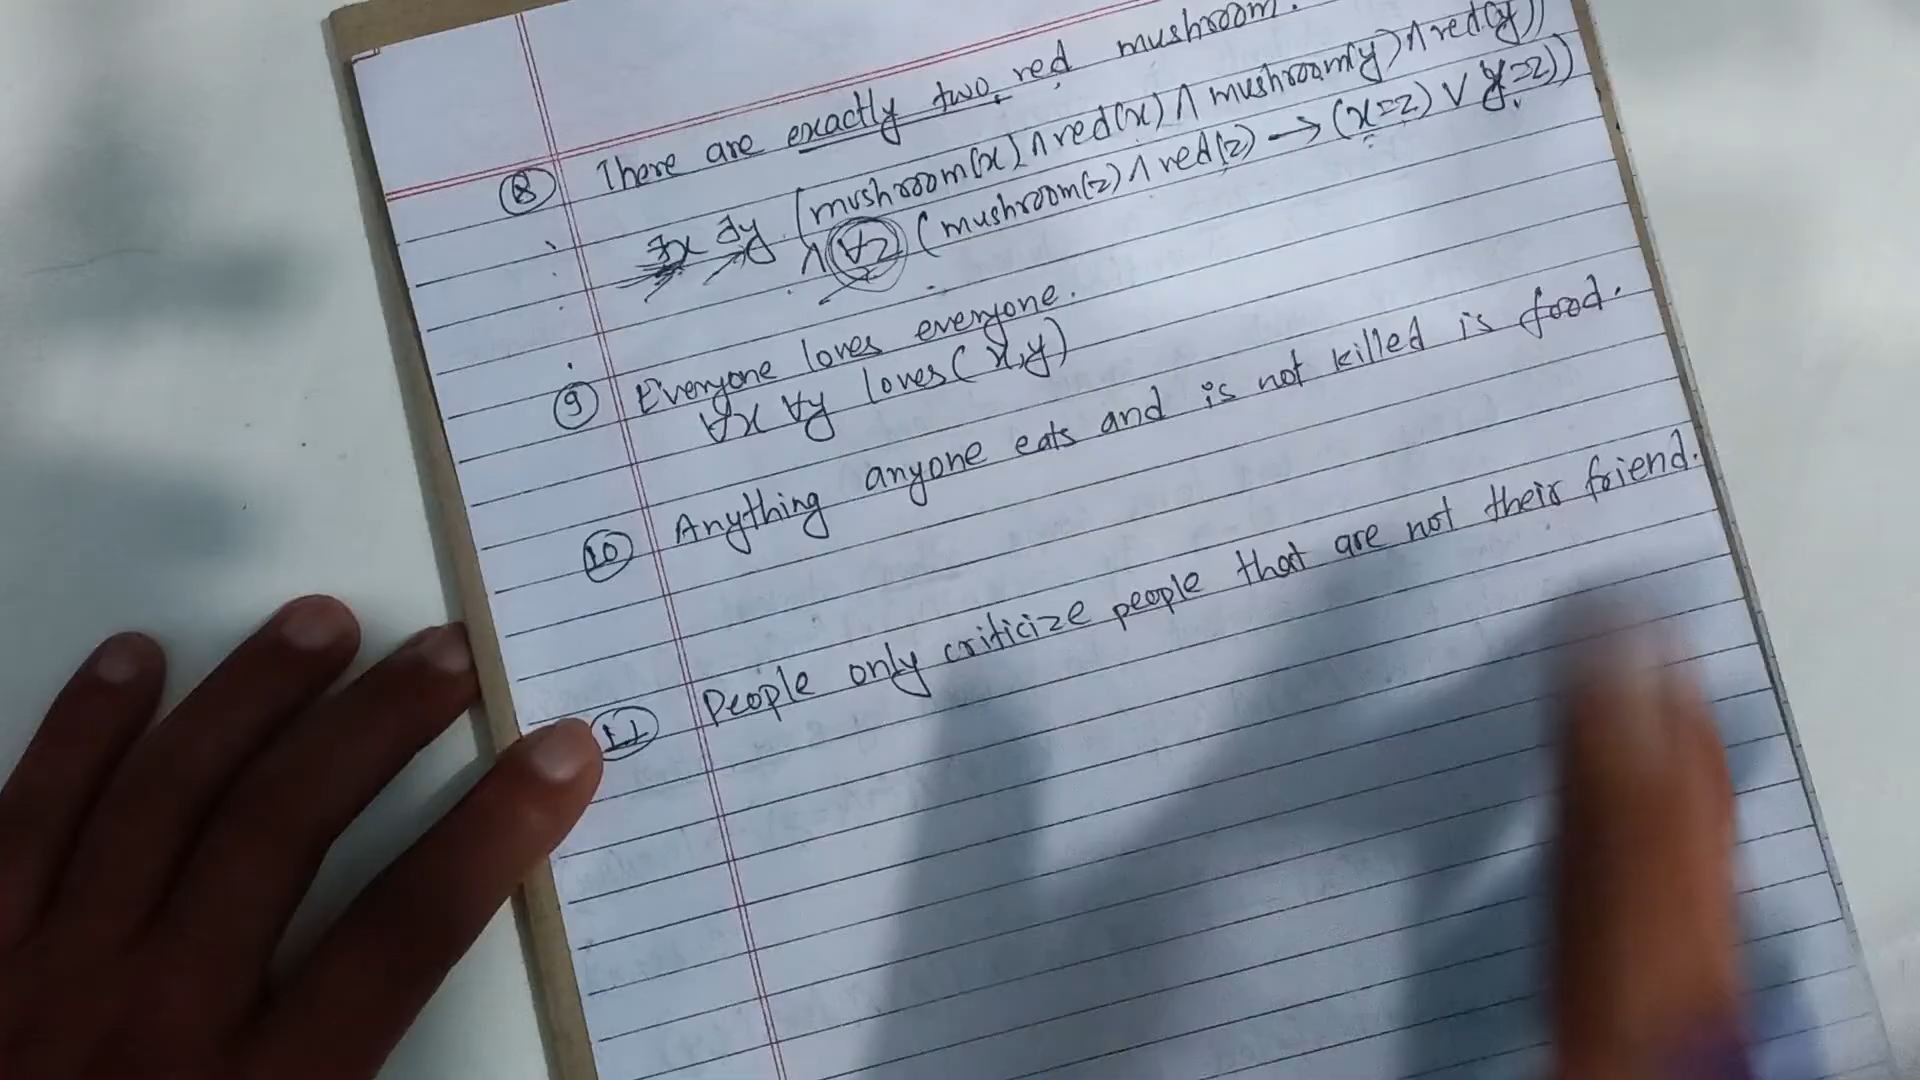 ⑧ There are exactly two red mushroom.
∃x ∃y (mushroom(x) ∧ red(x) ∧ mushroom(y) ∧ red(y))
∧ ∀z (mushroom(z) ∧ red(z) → (x=z) ∨ y=z))
⑨ Everyone loves everyone.
∀x ∀y loves(x,y)
⑩ Anything anyone eats and is not killed is food.
⑪ People only criticize people that are not their friend.